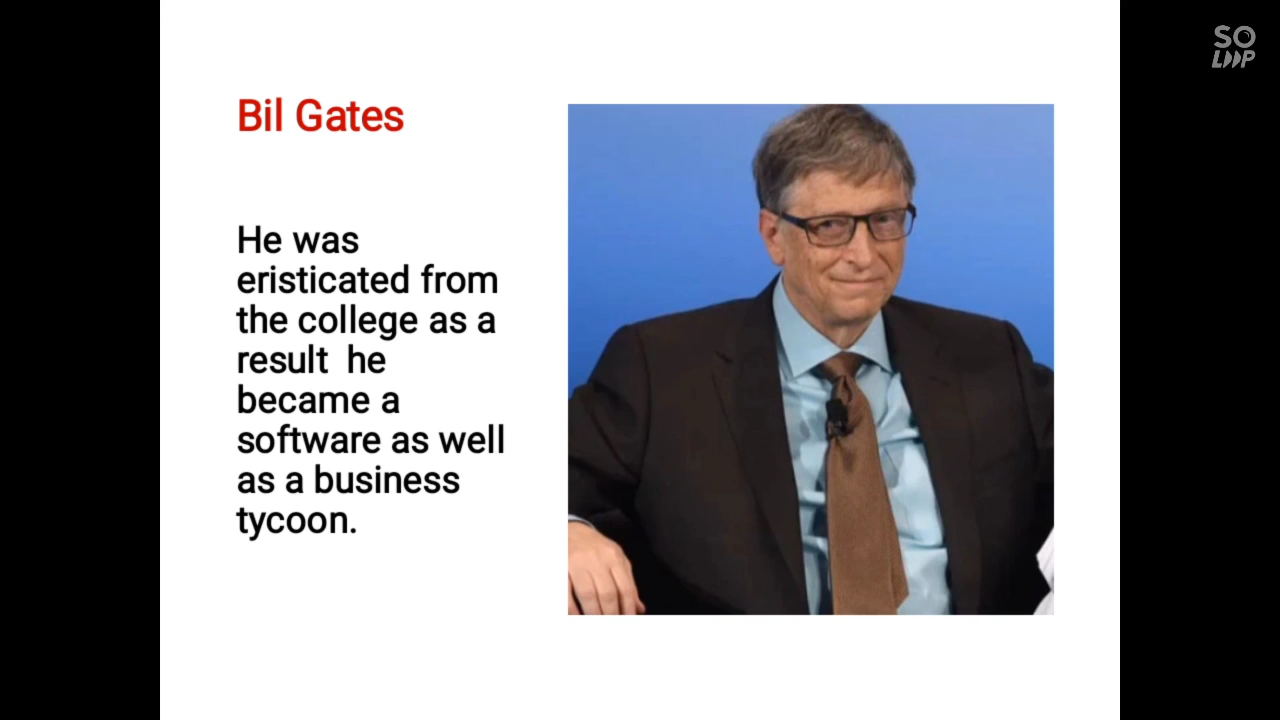 Bil Gates
He was
eristicated from
the college as a
result  he
became a
software as well
as a business
tycoon.
SO
LOOP